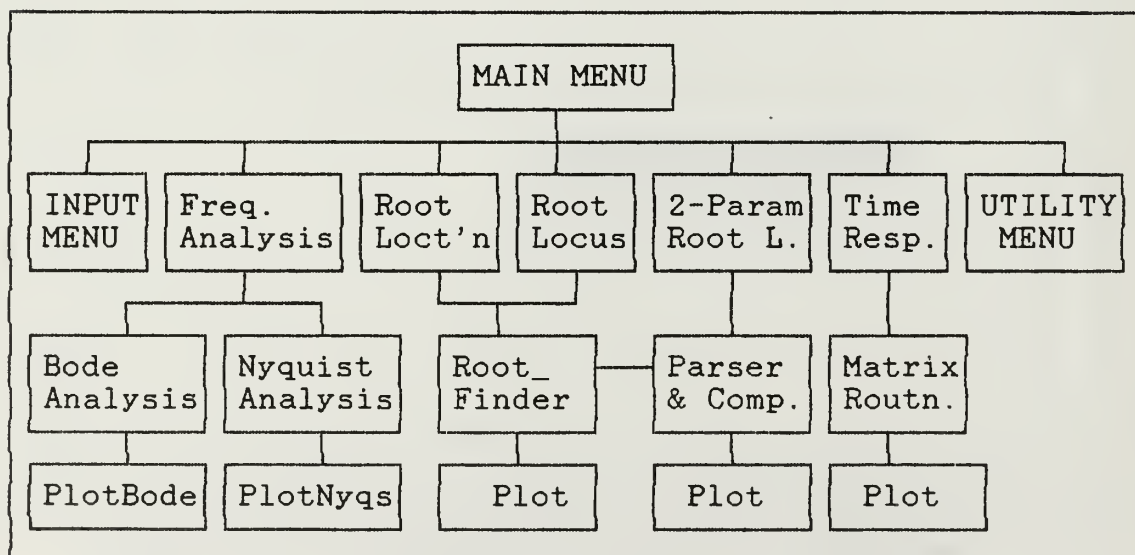 MAIN MENU
INPUT
MENU
Freq.
Analysis
Root
Loct'n
Root
Locus
2-Param
Root L.
Time
Resp.
UTILITY
MENU
Bode
Analysis
Nyquist
Analysis
Root_
Finder
Parser
& Comp.
Matrix
Routn.
PlotBode
PlotNyqs
Plot
Plot
Plot